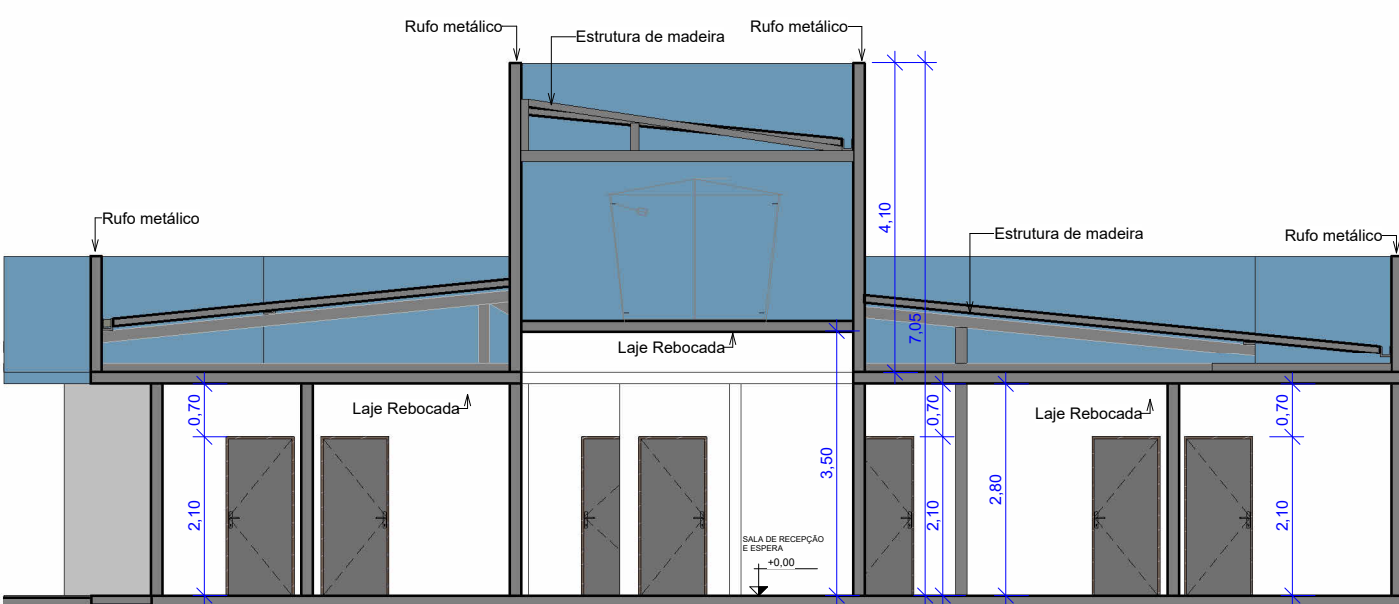 Rufo metálico
Estrutura de madeira
Rufo metálico
Rufo metálico
4,10
Estrutura de madeira
Rufo metálico
7,05
Laje Rebocada
0,70
Laje Rebocada
0,70
Laje Rebocada
0,70
3,50
2,80
2,10
2,10
2,10
SALA DE RECEPÇÃO
E ESPERA
+0,00